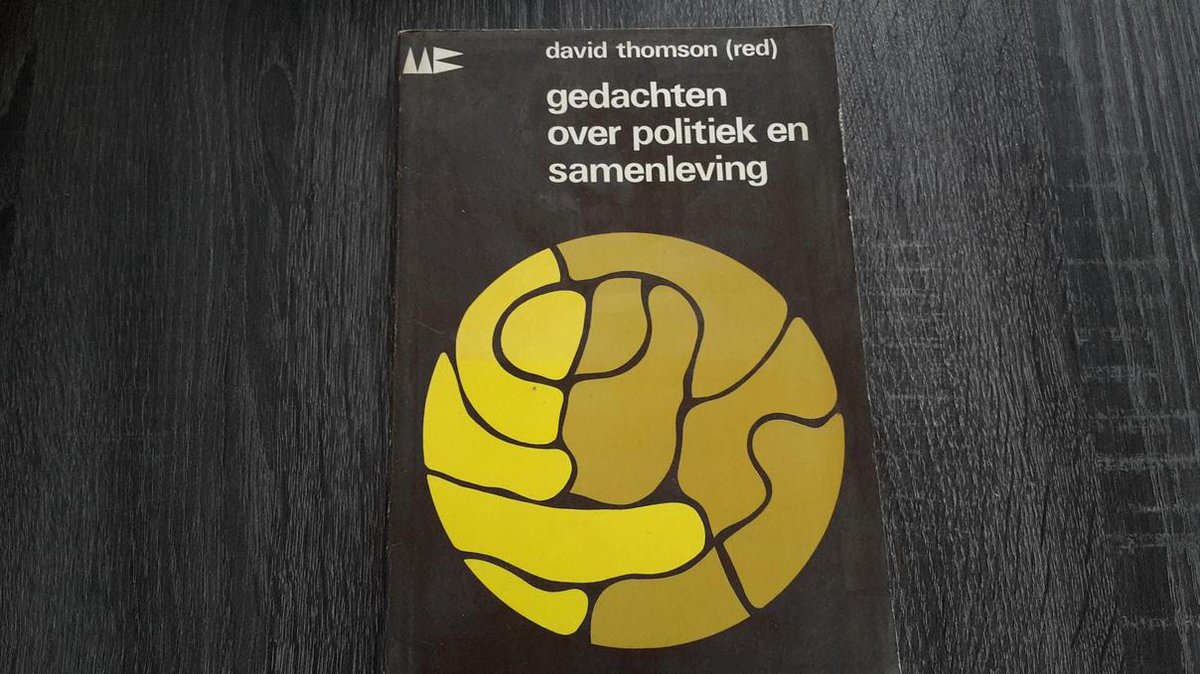 david thomson (red)
gedachten
over politiek en
samenleving